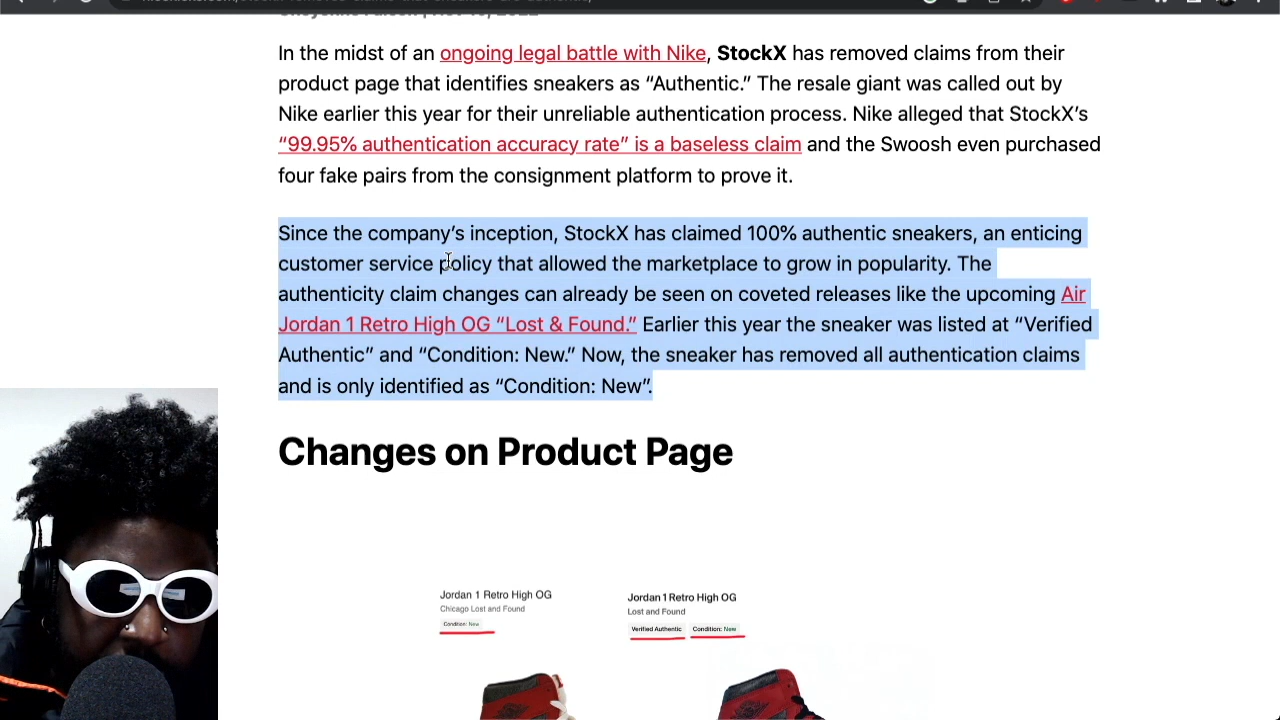 In the midst of an ongoing legal battle with Nike, StockX has removed claims from their
product page that identifies sneakers as “Authentic.” The resale giant was called out by
Nike earlier this year for their unreliable authentication process. Nike alleged that StockX’s
“99.95% authentication accuracy rate” is a baseless claim and the Swoosh even purchased
four fake pairs from the consignment platform to prove it.
Since the company’s inception, StockX has claimed 100% authentic sneakers, an enticing
customer service policy that allowed the marketplace to grow in popularity. The
authenticity claim changes can already be seen on coveted releases like the upcoming Air
Jordan 1 Retro High OG “Lost & Found.” Earlier this year the sneaker was listed at “Verified
Authentic” and “Condition: New.” Now, the sneaker has removed all authentication claims
and is only identified as “Condition: New”.
Changes on Product Page
Jordan 1 Retro High OG
Chicago Lost and Found
Condition: New
Jordan 1 Retro High OG
Lost and Found
Verified Authentic Condition: New